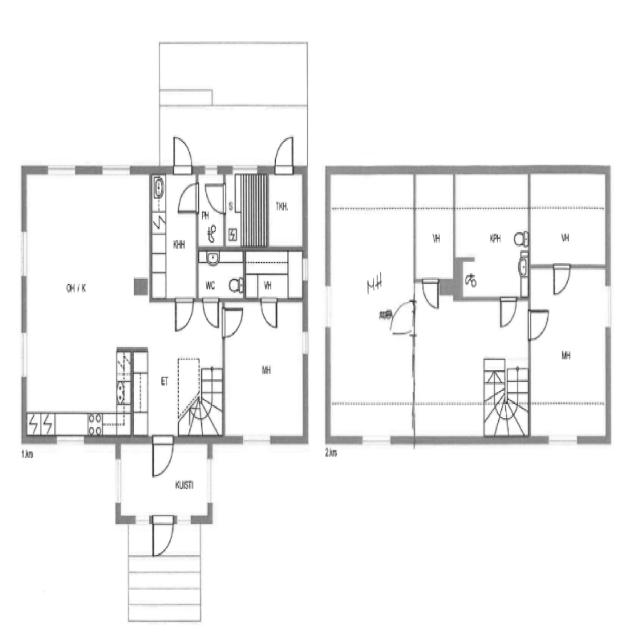 PH
S
TKH.
KHH
VH
KPH
VH
OH / K
WC
VH
MH
ET
MH
MH
1.krs
2.krs
KUISTI